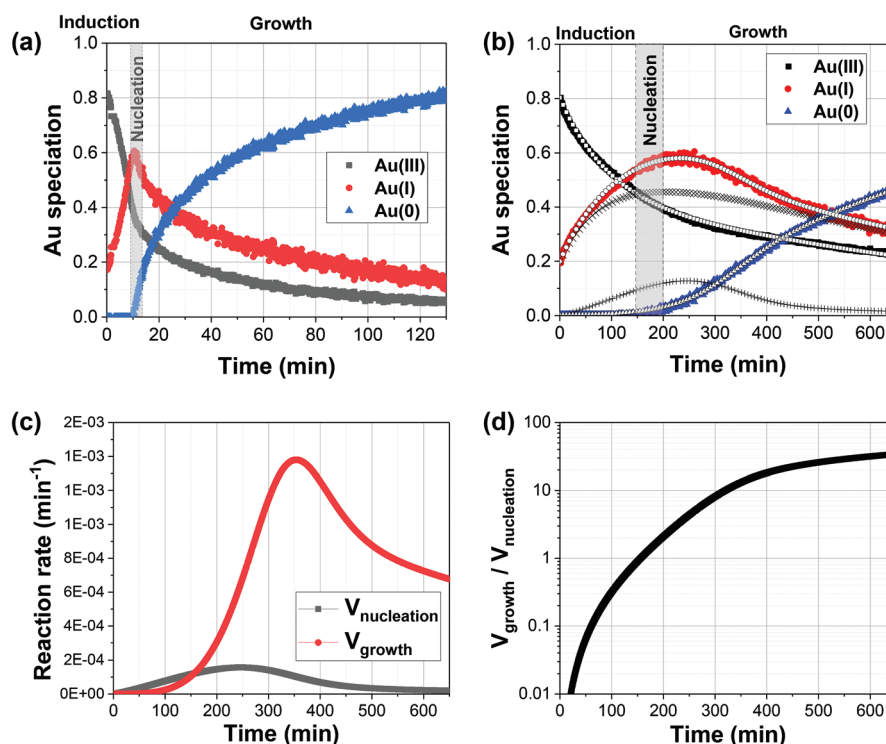 Induction Growth
(a)
Au speciation
1.0
0.8
0.6
0.4
0.2
0.0
Nucleation
Au(III)
Au(I)
Au(0)
0 20 40 60 80 100 120
Time (min)
Induction Growth
(b)
Au speciation
1.0
0.8
0.6
0.4
0.2
0.0
Nucleation
Au(III)
Au(I)
Au(0)
0 100 200 300 400 500 600
Time (min)
(c)
Reaction rate (min-1)
2E-03
1E-03
1E-03
1E-03
8E-04
6E-04
4E-04
2E-04
0E+00
Vnucleation
Vgrowth
0 100 200 300 400 500 600
Time (min)
(d)
Vgrowth / Vnucleation
100
10
1
0.1
0.01
0 100 200 300 400 500 600
Time (min)